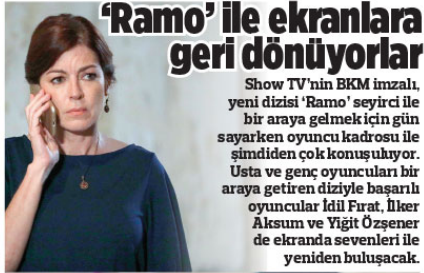 ‘Ramo’ ile ekranlara
geri dönüyorlar
Show TV’nin BKM imzalı,
yeni dizisi ‘Ramo’ seyirci ile
bir araya gelmek için gün
sayarken oyuncu kadrosu ile
şimdiden çok konuşuluyor.
Usta ve genç oyuncuları bir
araya getiren diziyle başarılı
oyuncular İdil Fırat, İlker
Aksum ve Yiğit Özşener
de ekranda sevenleri ile
yeniden buluşacak.